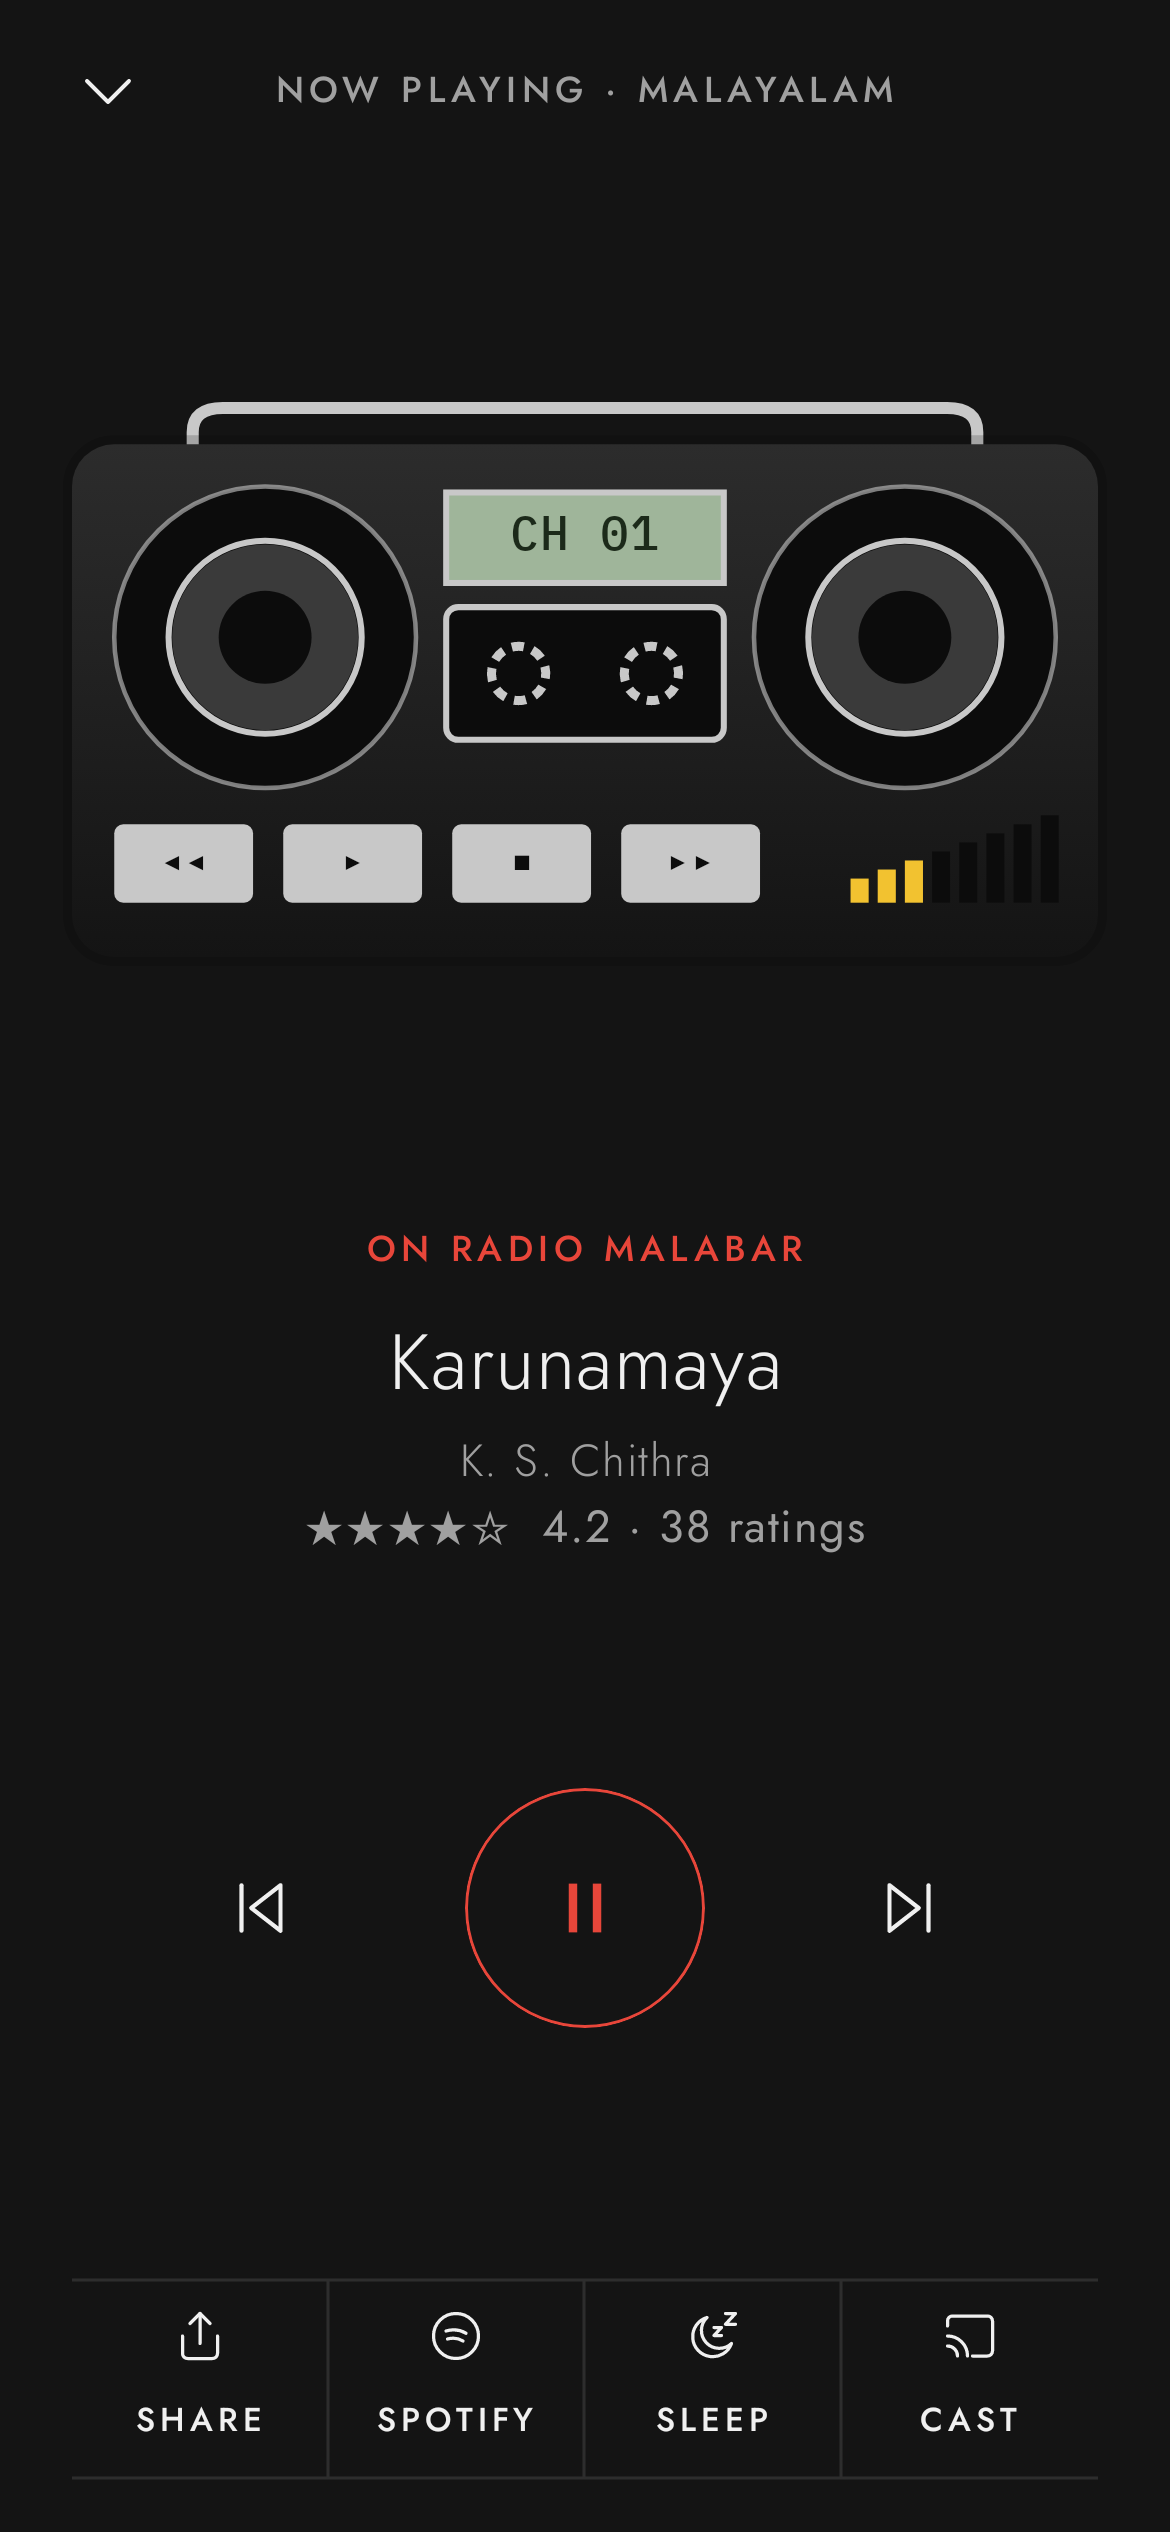 NOW PLAYING · MALAYALAM
CH 01
ON RADIO MALABAR
Karunamaya
K. S. Chithra
★★★★☆ 4.2 · 38 ratings
SHARE SPOTIFY SLEEP CAST